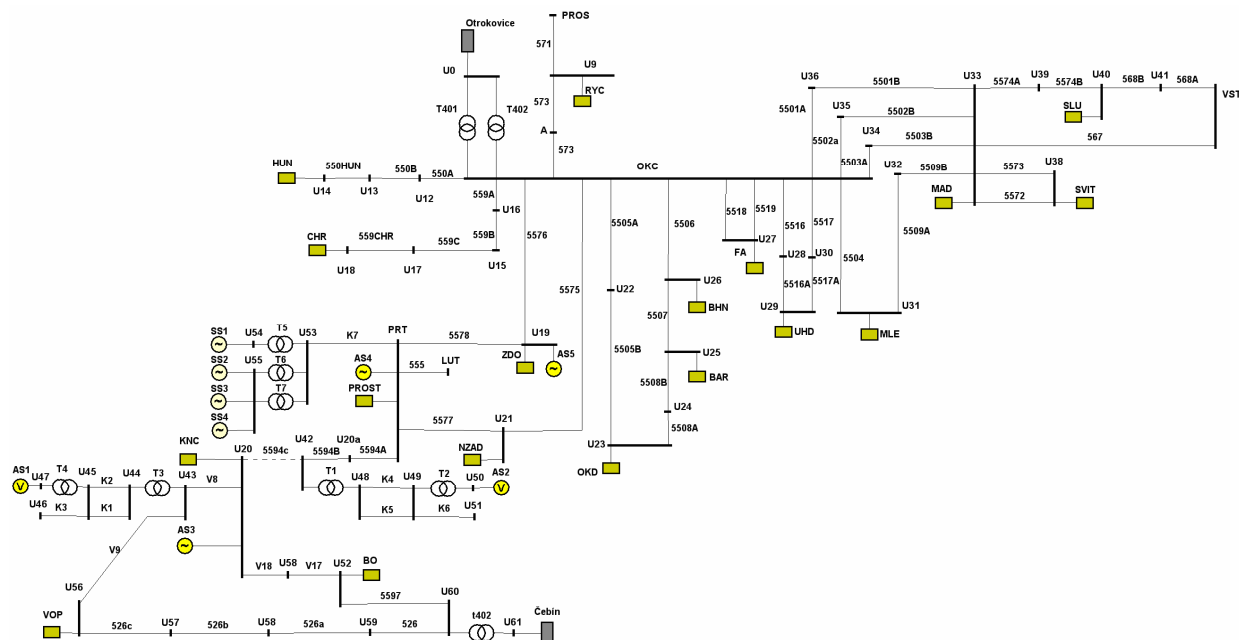 Otrokovice
PROS
571
U0
U9
RYC
T401
T402
573
A
573
U36
5501B
U33
5574A
U39
5574B
U40
568B
U41
568A
VST
5501A
U35
5502B
SLU
5502a
U34
5503B
567
HUN
550HUN
550B
550A
OKC
5503A
U32
5509B
5573
U38
U14
U13
U12
559A
U16
MAD
5572
SVIT
CHR
559CHR
559C
559B
5576
5505A
5506
5518
5519
5516
5517
5504
5509A
U18
U17
U15
5575
FA
U27
U28
U30
U22
U26
BHN
5516A
5517A
U29
UHD
U31
MLE
SS1
U54
T5
U53
K7
PRT
5578
U19
5507
SS2
U55
T6
AS4
555
LUT
ZDO
AS5
5505B
U25
BAR
SS3
T7
PROST
5508B
SS4
5577
U21
U24
5508A
KNC
U20
5594c
U42
5594B
U20a
5594A
NZAD
U23
OKD
AS1
U47
T4
U45
K2
U44
T3
U43
V8
T1
U48
K4
U49
T2
U50
AS2
U46
K3
K1
K5
K6
U51
AS3
V9
V18
U58
V17
U52
BO
U56
5597
U60
VOP
526c
U57
526b
U58
526a
U59
526
t402
U61
Čebín